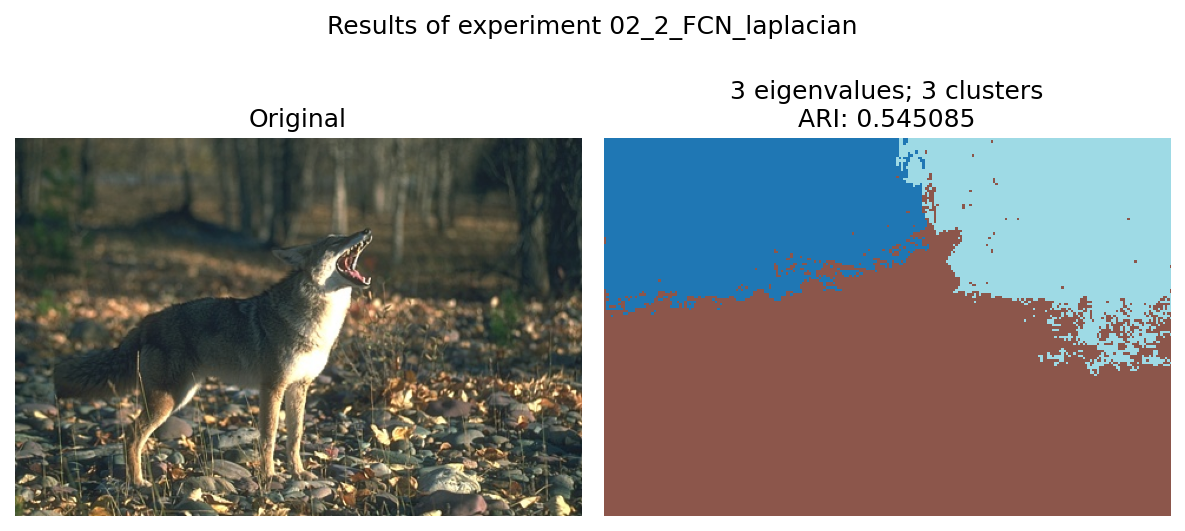 Results of experiment 02_2_FCN_laplacian
Original
3 eigenvalues; 3 clusters
ARI: 0.545085